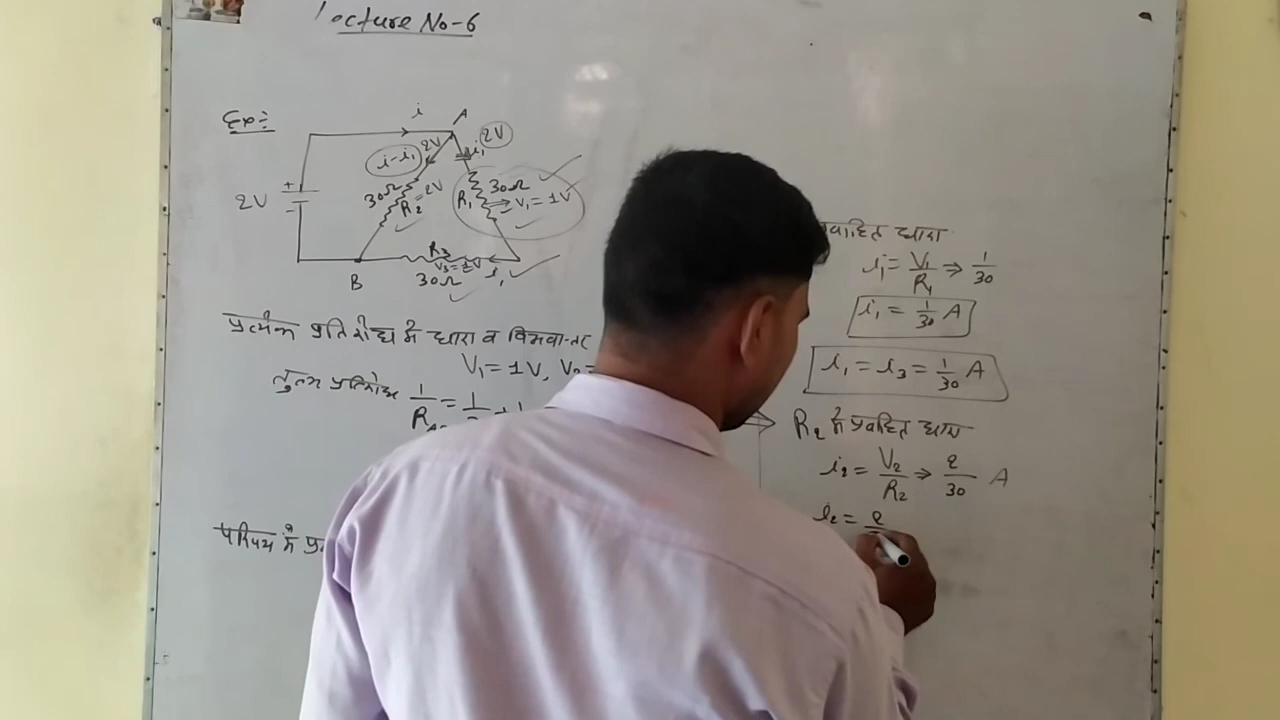 Lecture No-6
Ex:-
i A
2V 2V
i-i₁ i₁
30Ω R₂ = 2V
R₁ 30Ω
V₁ = 1V
2V + -
R₃
V₃ = 1V i₁
30Ω
B
प्रत्येक प्रतिरोध में धारा व विभवान्तर
V₁ = 1V, V₂ =
तुल्य प्रतिरोध 1/R = 1/
परिपथ में
प्रवाहित धारा
i₁ = V₁/R₁ ⇒ 1/30
i₁ = 1/30 A
i₁ = i₃ = 1/30 A
R₂ में प्रवाहित धारा
i₂ = V₂/R₂ ⇒ 2/30 A
i₂ = 2